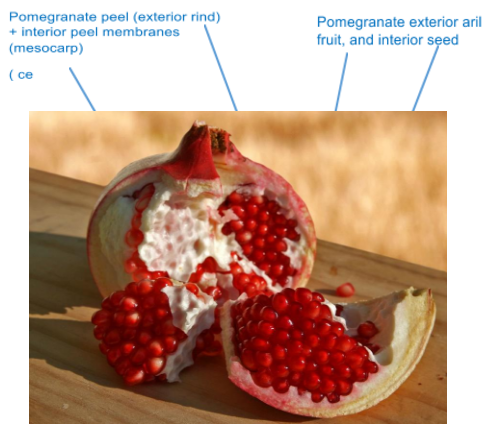 Pomegranate peel (exterior rind)
+ interior peel membranes
(mesocarp)
( ce
Pomegranate exterior aril
fruit, and interior seed